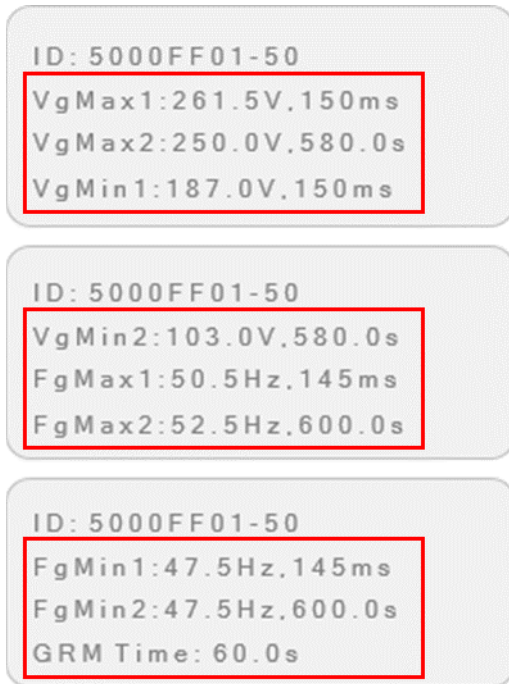 ID: 5000FF01-50
VgMax1:261.5V,150ms
VgMax2:250.0V,580.0s
VgMin1:187.0V,150ms
ID: 5000FF01-50
VgMin2:103.0V,580.0s
FgMax1:50.5Hz,145ms
FgMax2:52.5Hz,600.0s
ID: 5000FF01-50
FgMin1:47.5Hz,145ms
FgMin2:47.5Hz,600.0s
GRM Time: 60.0s